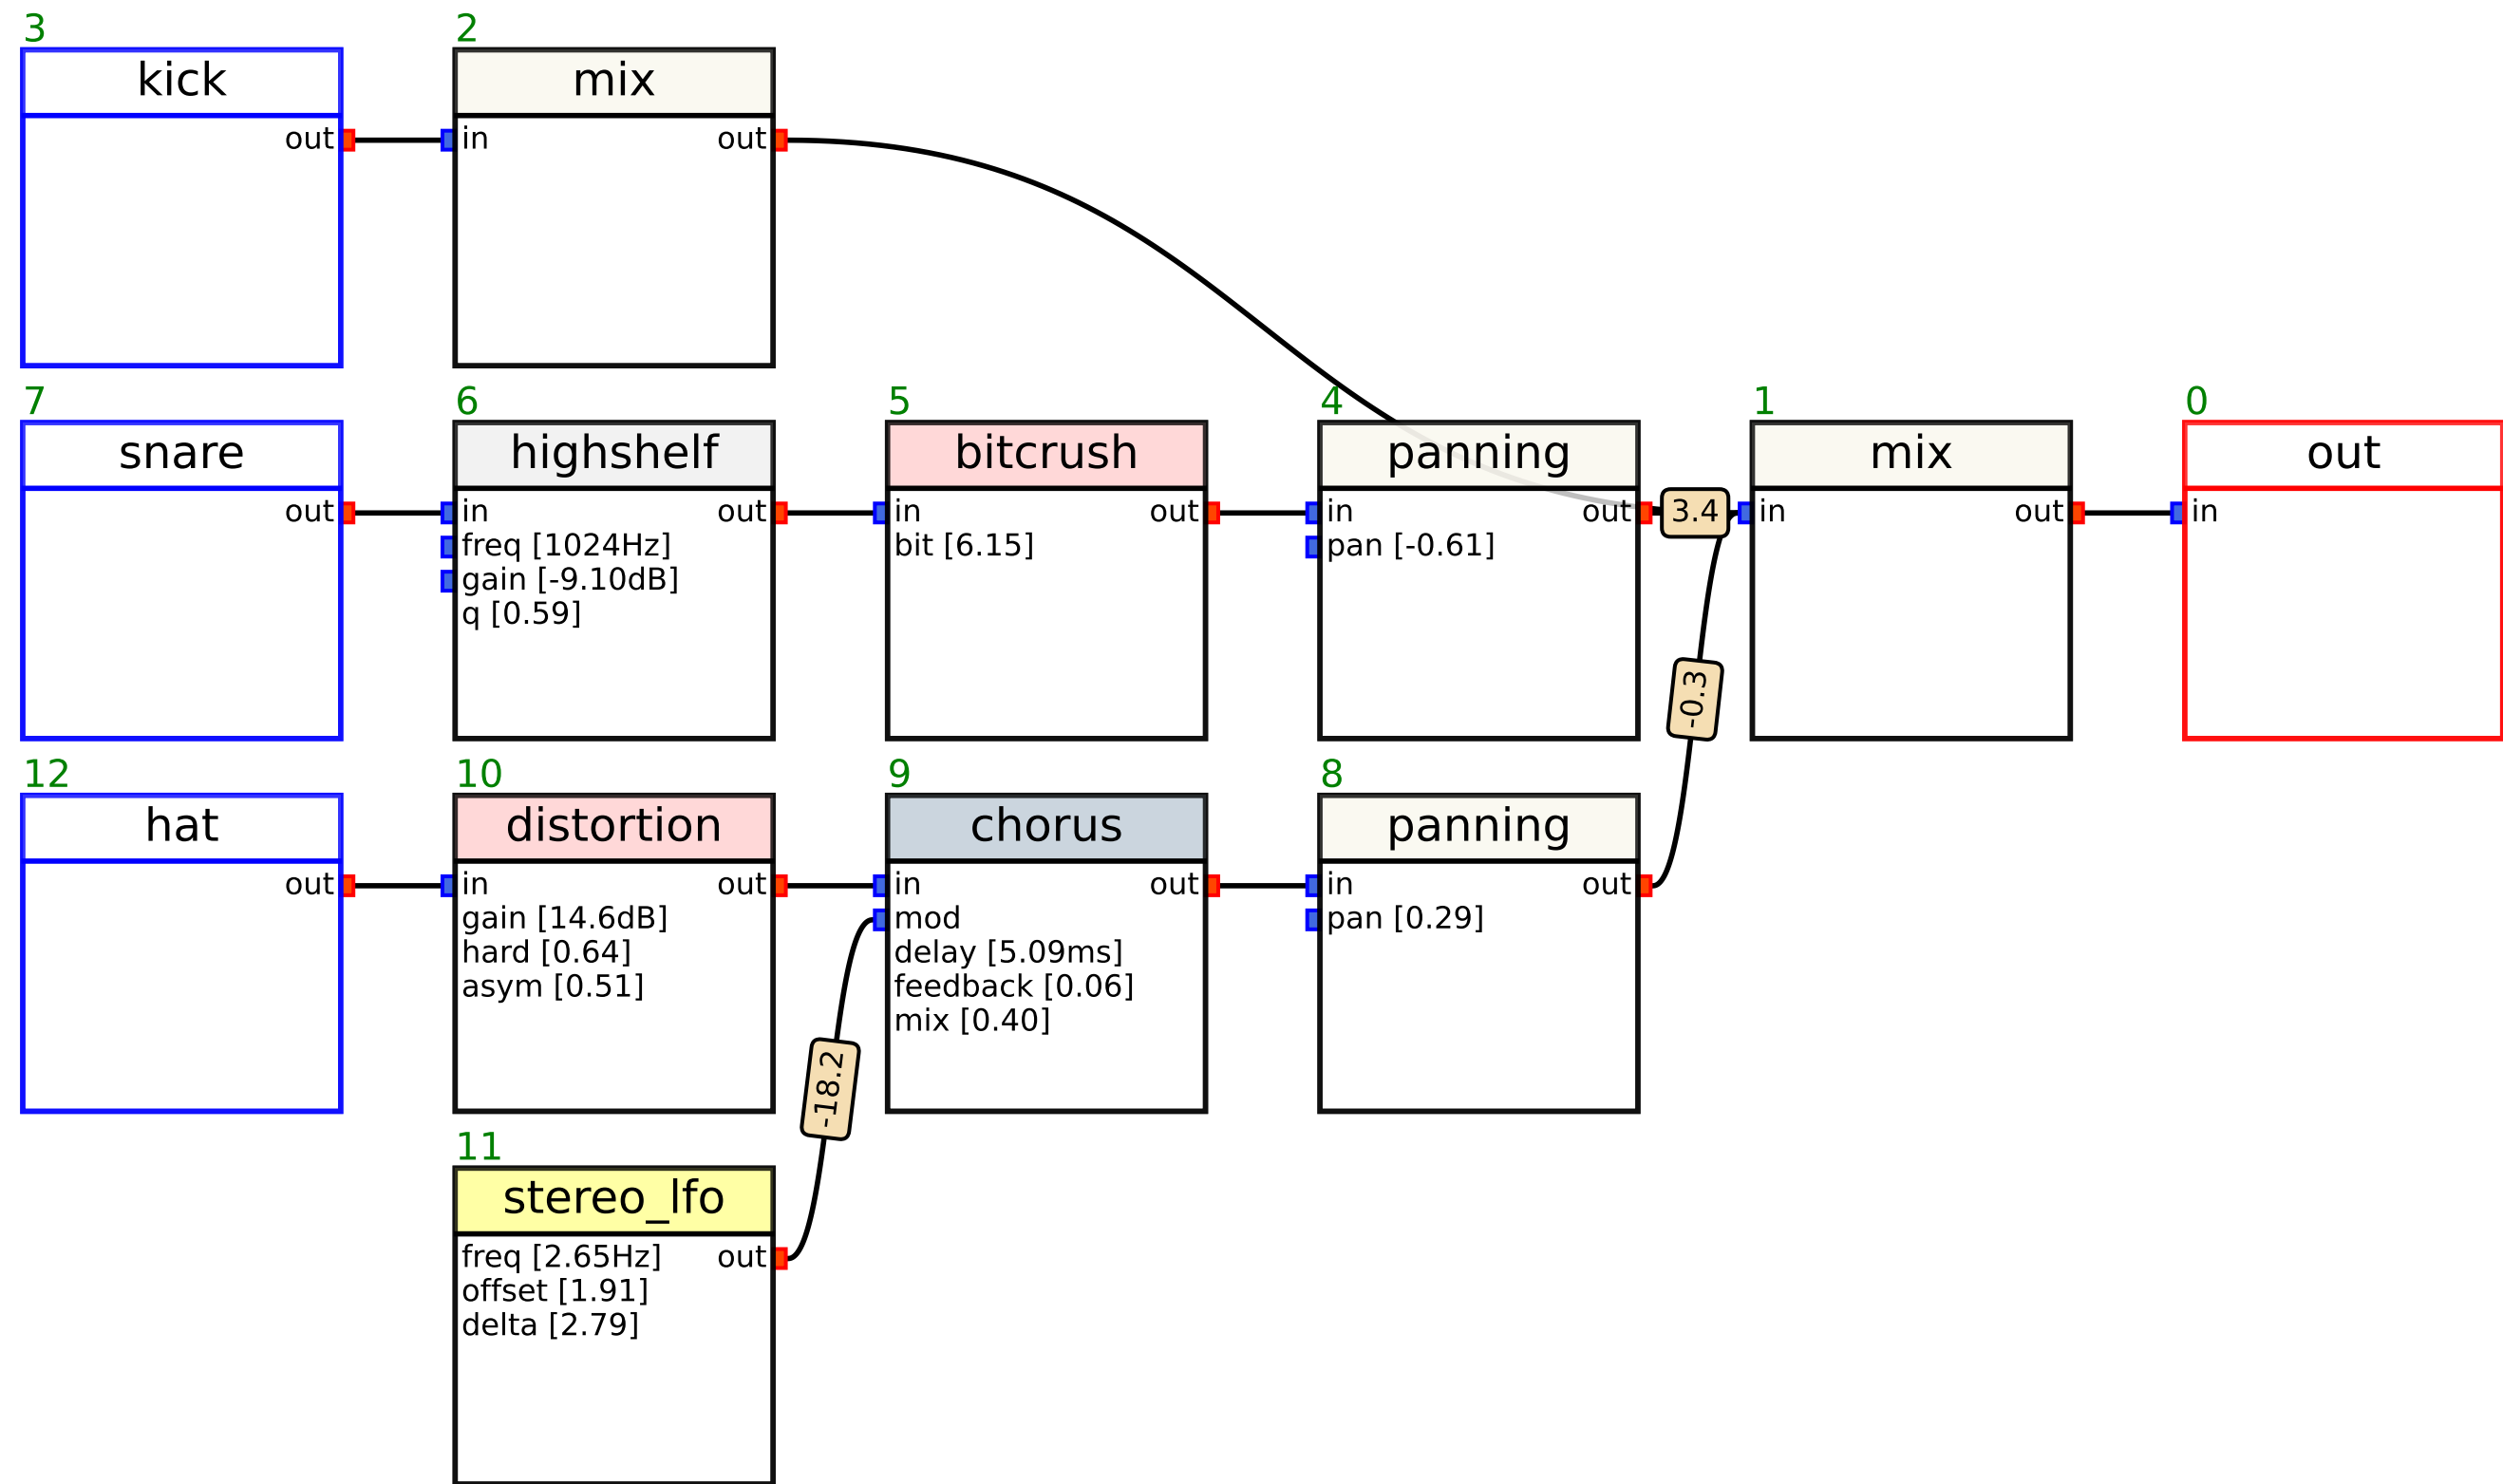 3
kick
out
2
mix
in out
7
snare
out
6
highshelf
in out
freq [1024Hz]
gain [-9.10dB]
q [0.59]
5
bitcrush
in out
bit [6.15]
4
panning
in out
pan [-0.61]
3.4
1
mix
in out
0
out
in
-0.3
12
hat
out
10
distortion
in out
gain [14.6dB]
hard [0.64]
asym [0.51]
9
chorus
in out
mod
delay [5.09ms]
feedback [0.06]
mix [0.40]
8
panning
in out
pan [0.29]
-18.2
11
stereo_lfo
freq [2.65Hz] out
offset [1.91]
delta [2.79]